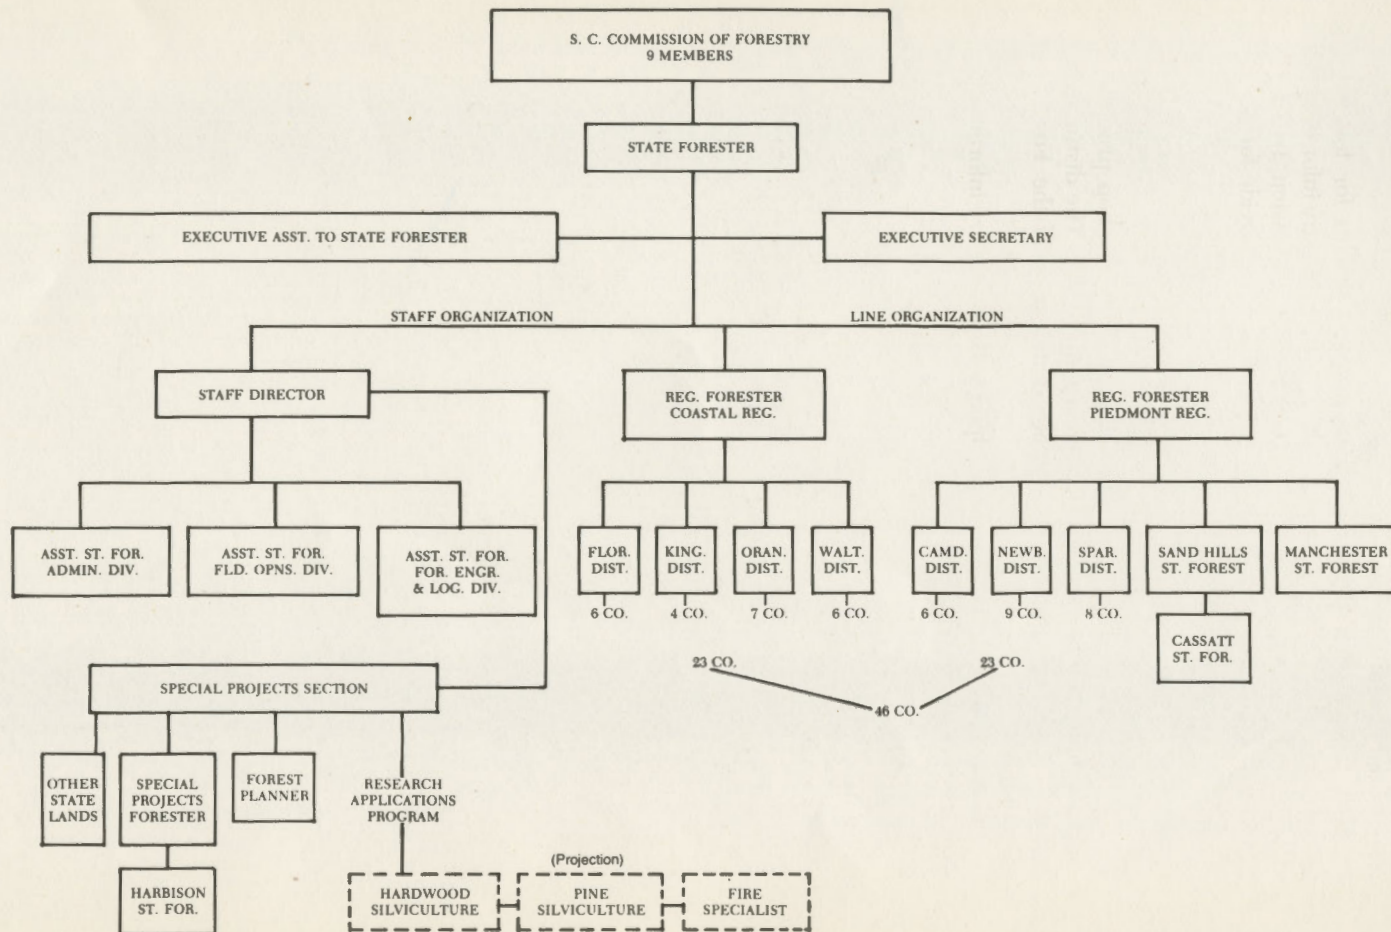 S. C. COMMISSION OF FORESTRY
9 MEMBERS
STATE FORESTER
EXECUTIVE ASST. TO STATE FORESTER
EXECUTIVE SECRETARY
STAFF ORGANIZATION
LINE ORGANIZATION
STAFF DIRECTOR
REG. FORESTER
COASTAL REG.
REG. FORESTER
PIEDMONT REG.
ASST. ST. FOR.
ADMIN. DIV.
ASST. ST. FOR.
FLD. OPNS. DIV.
ASST. ST. FOR.
FOR. ENGR.
& LOG. DIV.
FLOR.
DIST.
KING.
DIST.
ORAN.
DIST.
WALT.
DIST.
CAMD.
DIST.
NEWB.
DIST.
SPAR.
DIST.
SAND HILLS
ST. FOREST
MANCHESTER
ST. FOREST
6 CO.
4 CO.
7 CO.
6 CO.
6 CO.
9 CO.
8 CO.
CASSATT
ST. FOR.
23 CO.
23 CO.
46 CO.
SPECIAL PROJECTS SECTION
OTHER
STATE
LANDS
SPECIAL
PROJECTS
FORESTER
FOREST
PLANNER
RESEARCH
APPLICATIONS
PROGRAM
HARBISON
ST. FOR.
(Projection)
HARDWOOD
SILVICULTURE
PINE
SILVICULTURE
FIRE
SPECIALIST